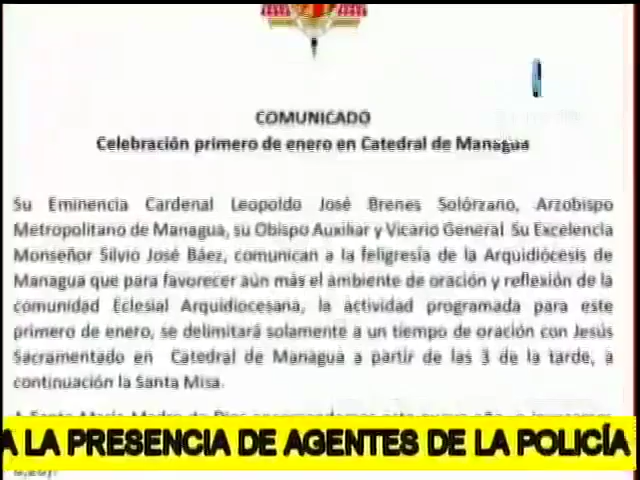 COMUNICADO
Celebración primero de enero en Catedral de Managua
Su Eminencia Cardenal Leopoldo José Brenes Solórzano, Arzobispo
Metropolitano de Managua, su Obispo Auxiliar y Vicario General Su Excelencia
Monseñor Silvio José Báez, comunican a la feligresía de la Arquidiócesis de
Managua que para favorecer aún más el ambiente de oración y reflexión de la
comunidad Eclesial Arquidiocesana, la actividad programada para este
primero de enero, se delimitará solamente a un tiempo de oración con Jesús
Sacramentado en Catedral de Managua a partir de las 3 de la tarde, a
continuación la Santa Misa.
A LA PRESENCIA DE AGENTES DE LA POLICÍA